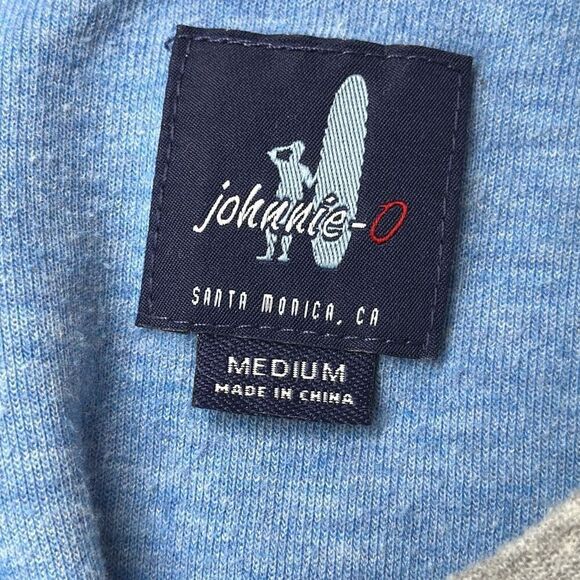 johnnie-O
SANTA MONICA, CA
MEDIUM
MADE IN CHINA